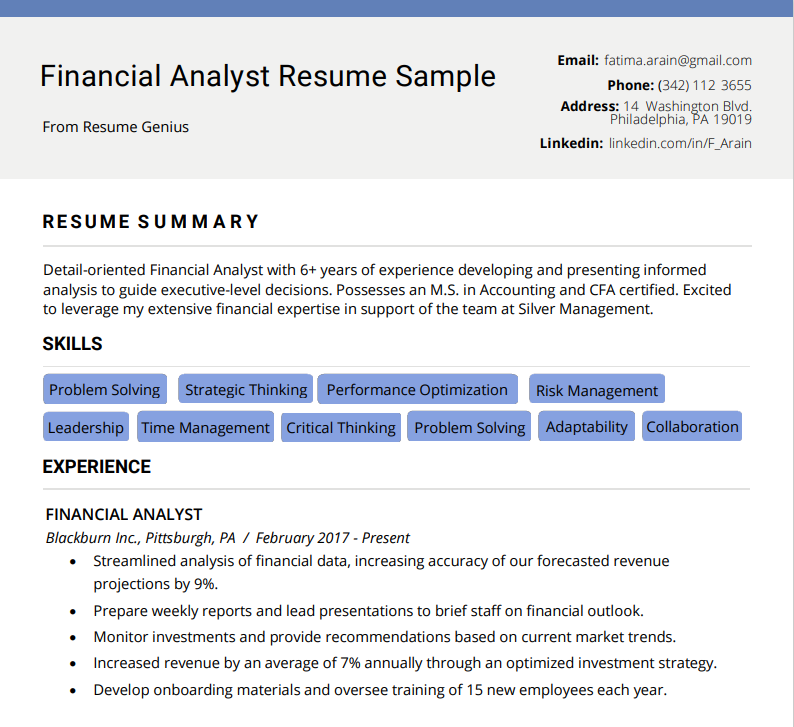 Financial Analyst Resume Sample
From Resume Genius
Email: fatima.arain@gmail.com
Phone: (342) 112 3655
Address: 14 Washington Blvd.
Philadelphia, PA 19019
Linkedin: linkedin.com/in/F_Arain
RESUME SUMMARY
Detail-oriented Financial Analyst with 6+ years of experience developing and presenting informed
analysis to guide executive-level decisions. Possesses an M.S. in Accounting and CFA certified. Excited
to leverage my extensive financial expertise in support of the team at Silver Management.
SKILLS
Problem Solving Strategic Thinking Performance Optimization Risk Management
Leadership Time Management Critical Thinking Problem Solving Adaptability Collaboration
EXPERIENCE
FINANCIAL ANALYST
Blackburn Inc., Pittsburgh, PA / February 2017 - Present
• Streamlined analysis of financial data, increasing accuracy of our forecasted revenue
projections by 9%.
• Prepare weekly reports and lead presentations to brief staff on financial outlook.
• Monitor investments and provide recommendations based on current market trends.
• Increased revenue by an average of 7% annually through an optimized investment strategy.
• Develop onboarding materials and oversee training of 15 new employees each year.